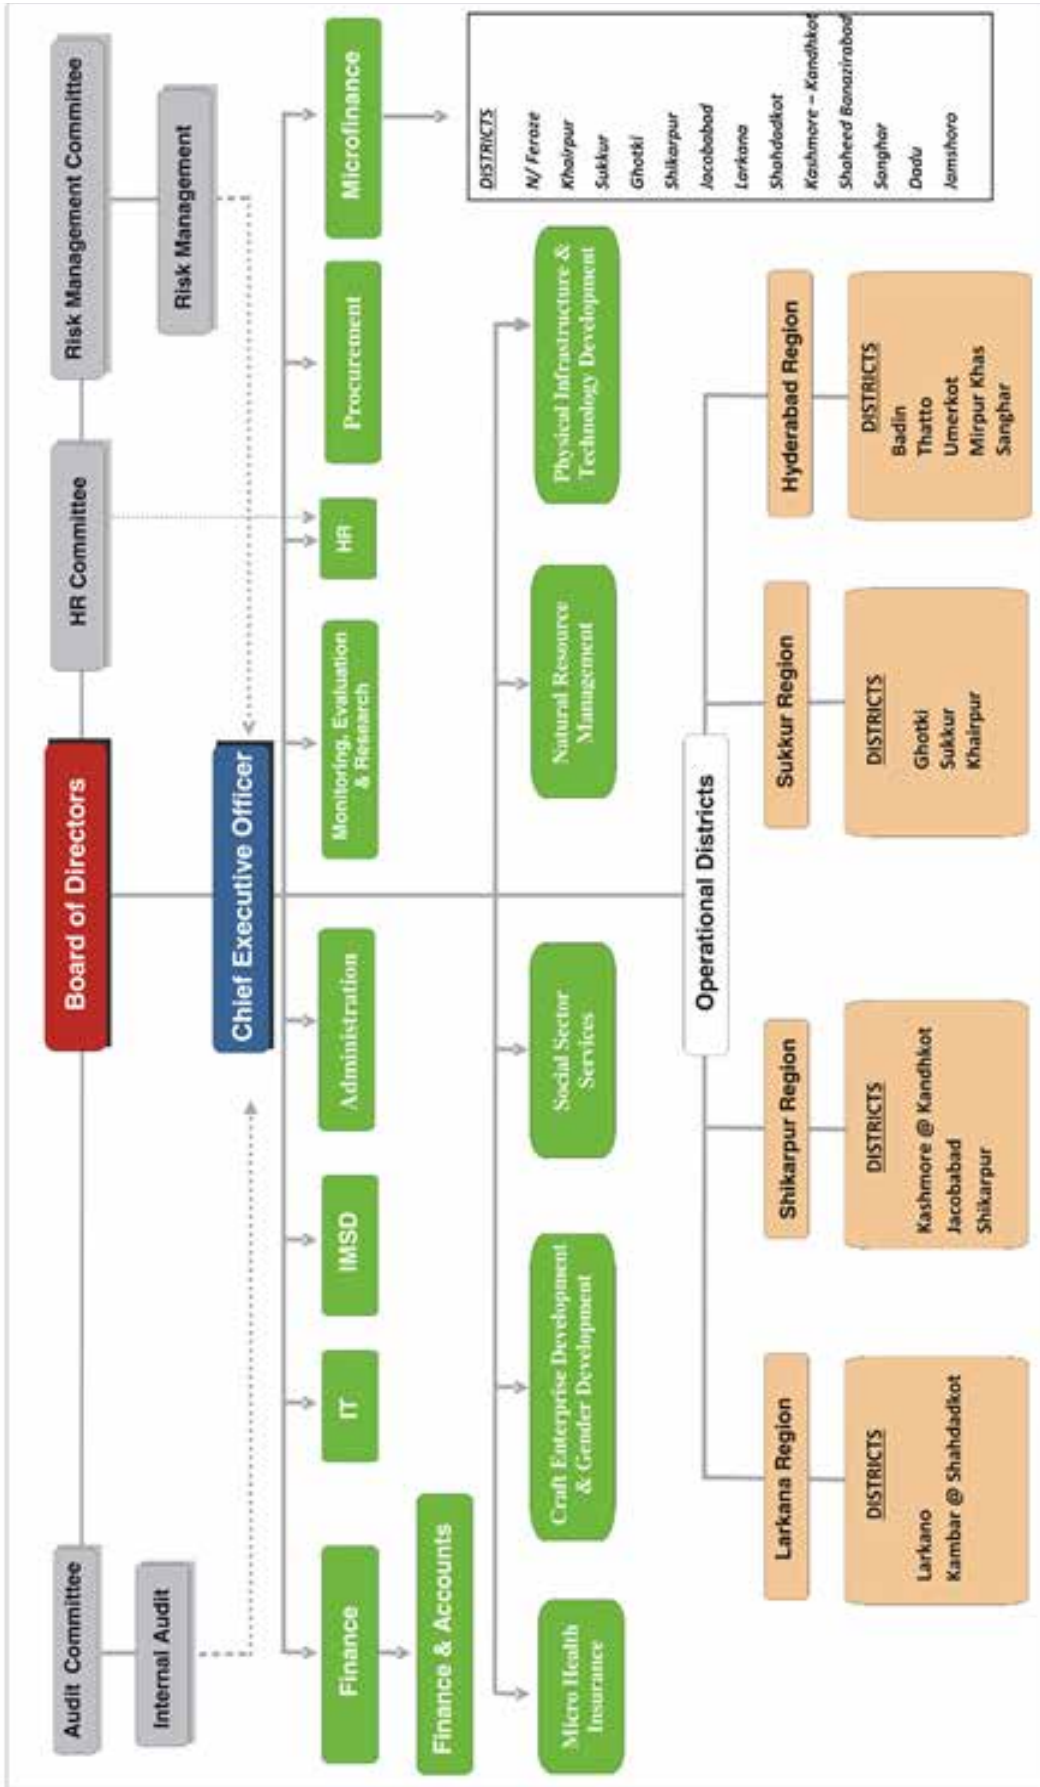 Board of Directors
Audit Committee
HR Committee
Risk Management Committee
Internal Audit
Risk Management
Chief Executive Officer
Finance
IT
IMSD
Administration
Monitoring, Evaluation
& Research
HR
Procurement
Microfinance
Finance & Accounts
DISTRICTS
N/ Feroze
Khairpur
Sukkur
Ghotki
Shikarpur
Jacobabad
Larkana
Shahdadkot
Kashmore – Kandhkot
Shaheed Banazirabad
Sanghar
Dadu
Jamshoro
Micro Health
Insurance
Craft Enterprise Development
& Gender Development
Social Sector
Services
Natural Resource
Management
Physical Infrastructure &
Technology Development
Operational Districts
Larkana Region
DISTRICTS
Larkano
Kambar @ Shahdadkot
Shikarpur Region
DISTRICTS
Kashmore @ Kandhkot
Jacobabad
Shikarpur
Sukkur Region
DISTRICTS
Ghotki
Sukkur
Khairpur
Hyderabad Region
DISTRICTS
Badin
Thatto
Umerkot
Mirpur Khas
Sanghar